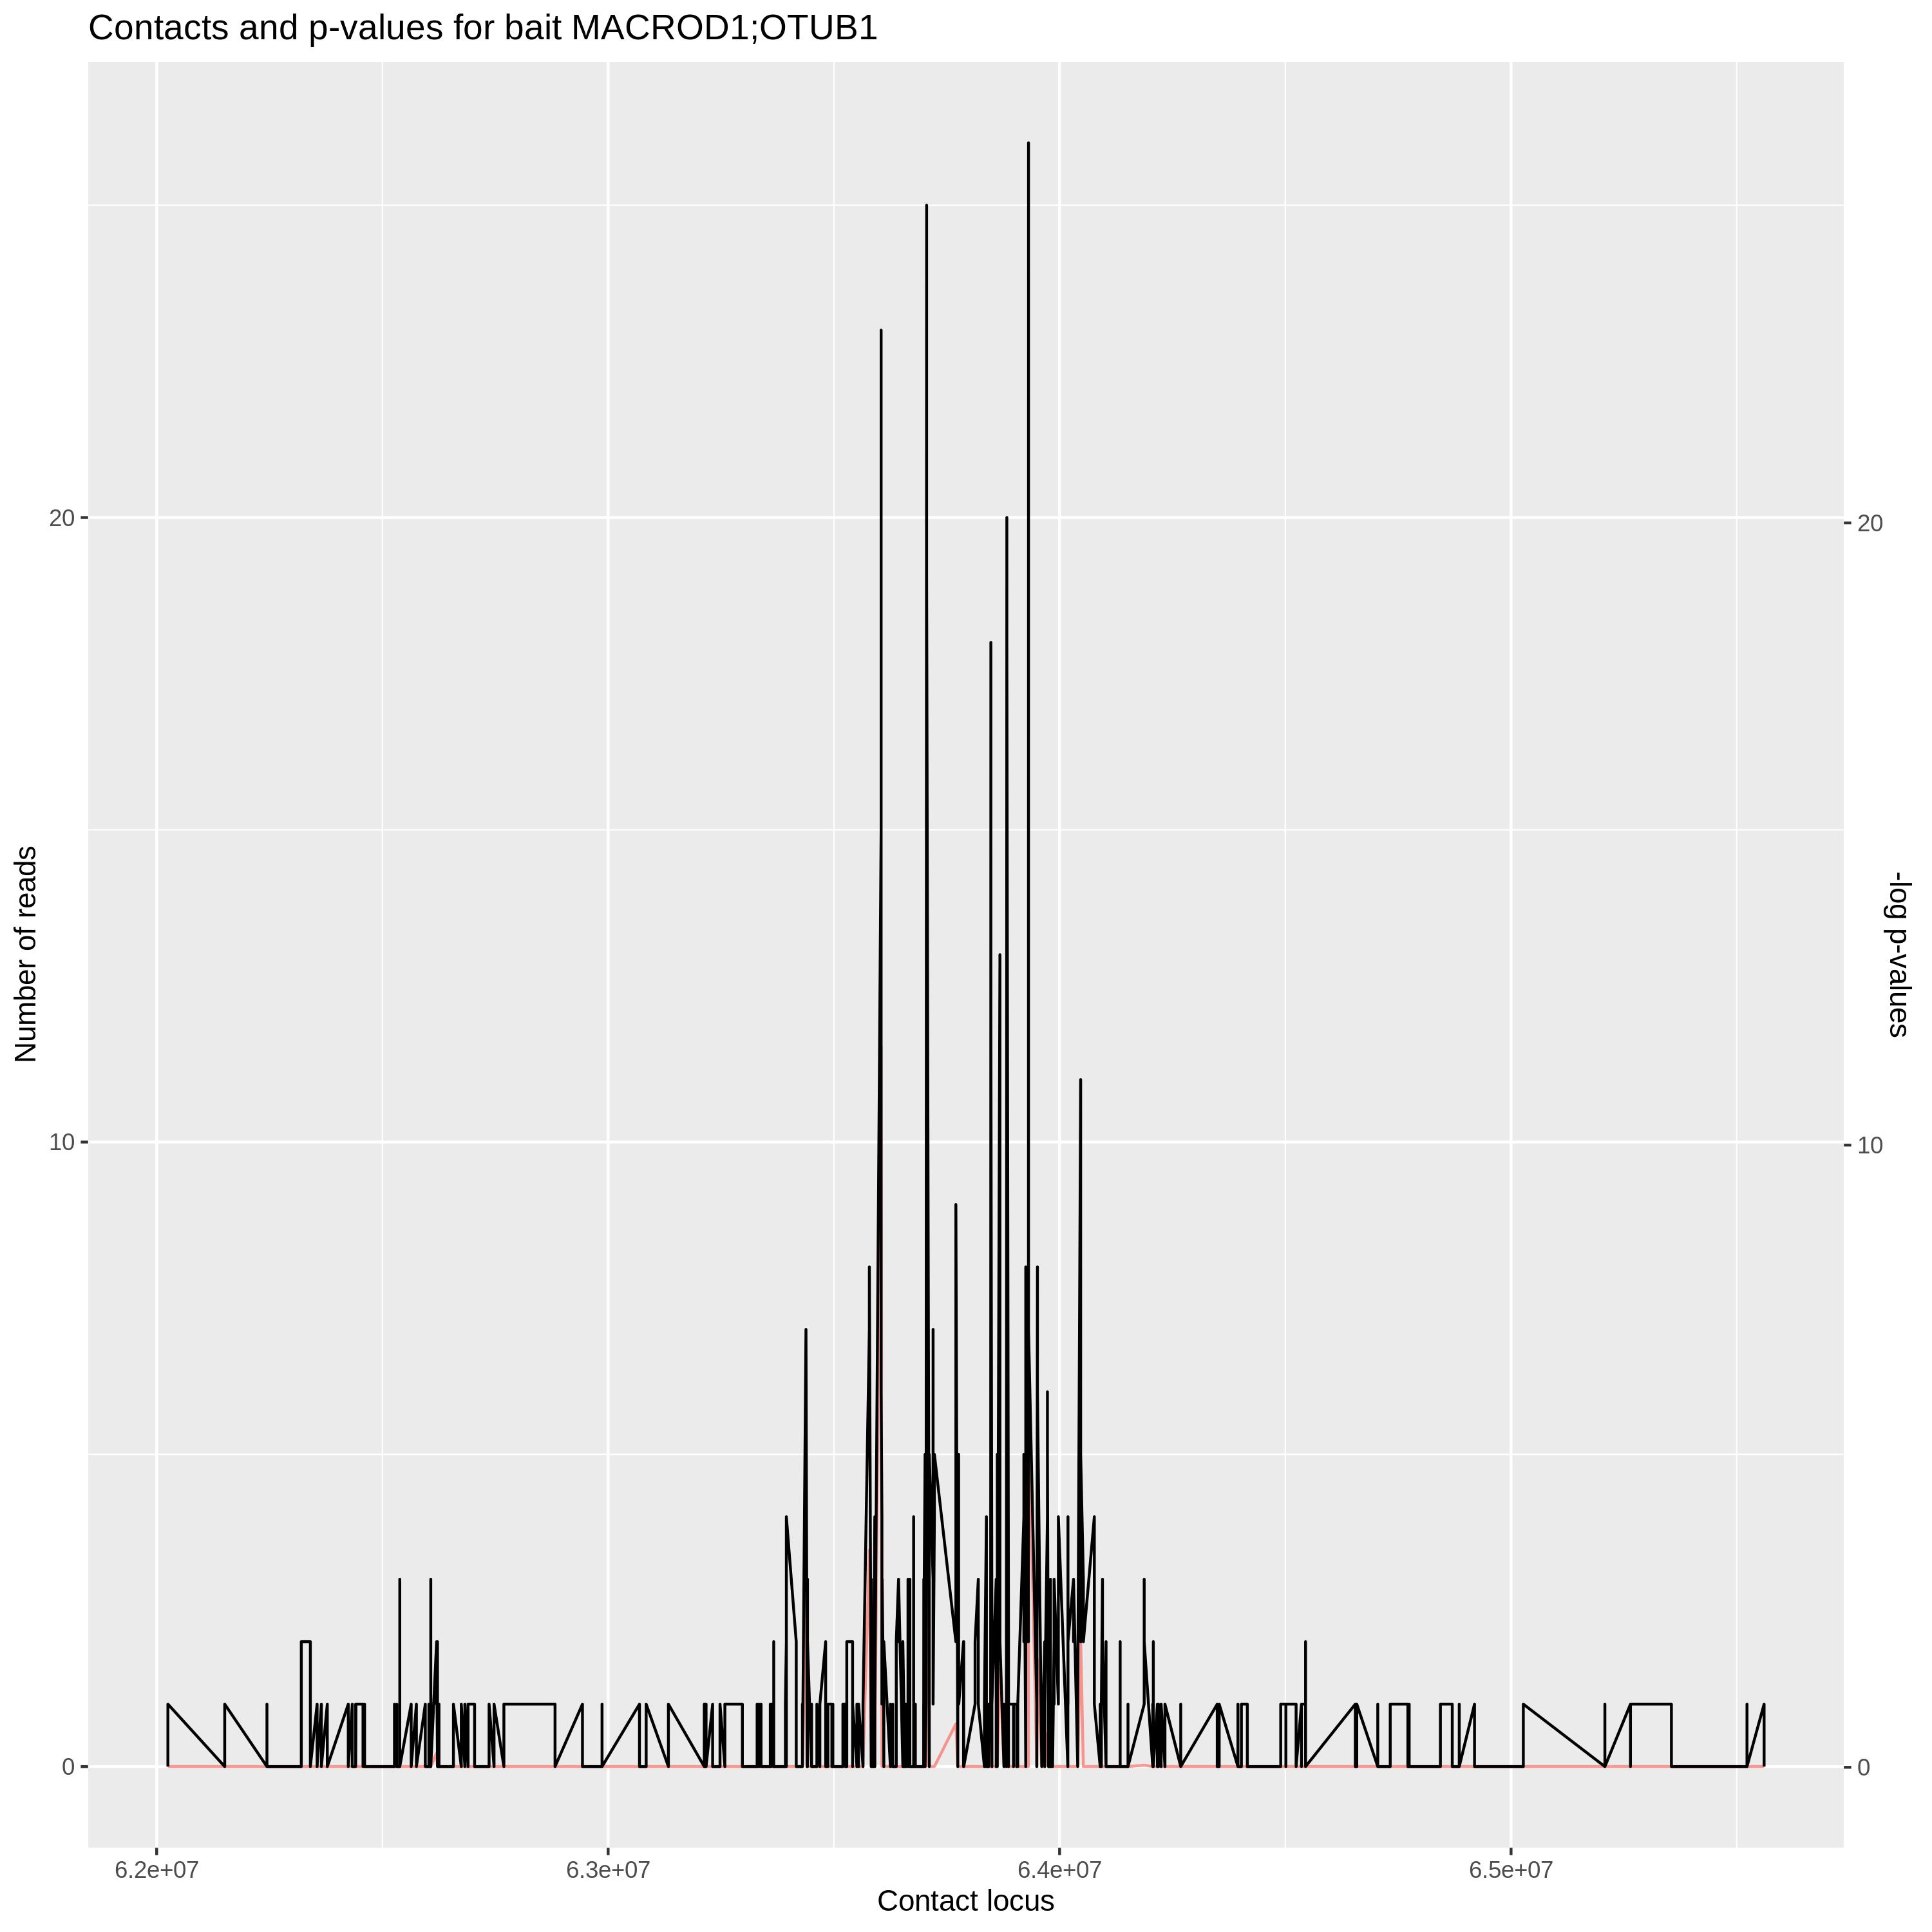 Contacts and p-values for bait MACROD1;OTUB1
Number of reads
20
10
0
-log p-values
20
10
0
6.2e+07 6.3e+07 6.4e+07 6.5e+07
Contact locus